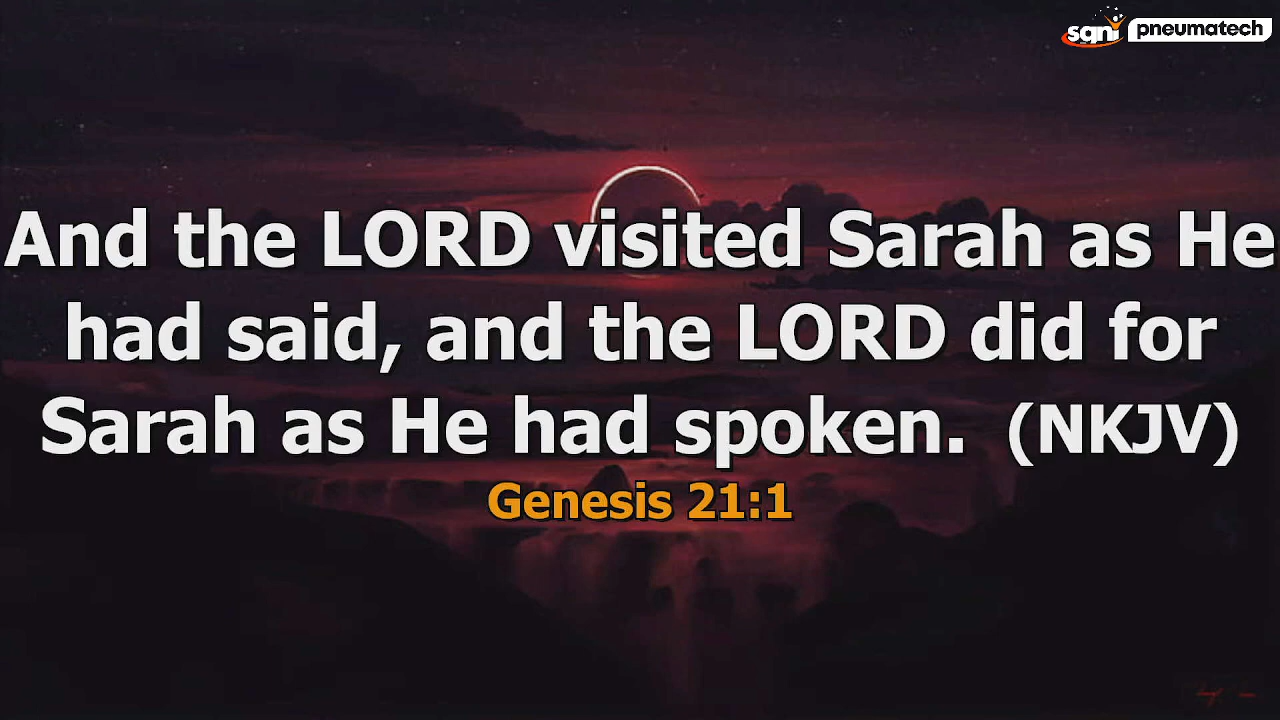 sqni pneumatech
And the LORD visited Sarah as He
had said, and the LORD did for
Sarah as He had spoken. (NKJV)
Genesis 21:1